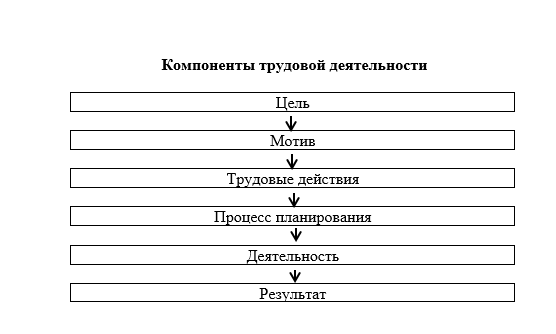 Компоненты трудовой деятельности
Цель
Мотив
Трудовые действия
Процесс планирования
Деятельность
Результат